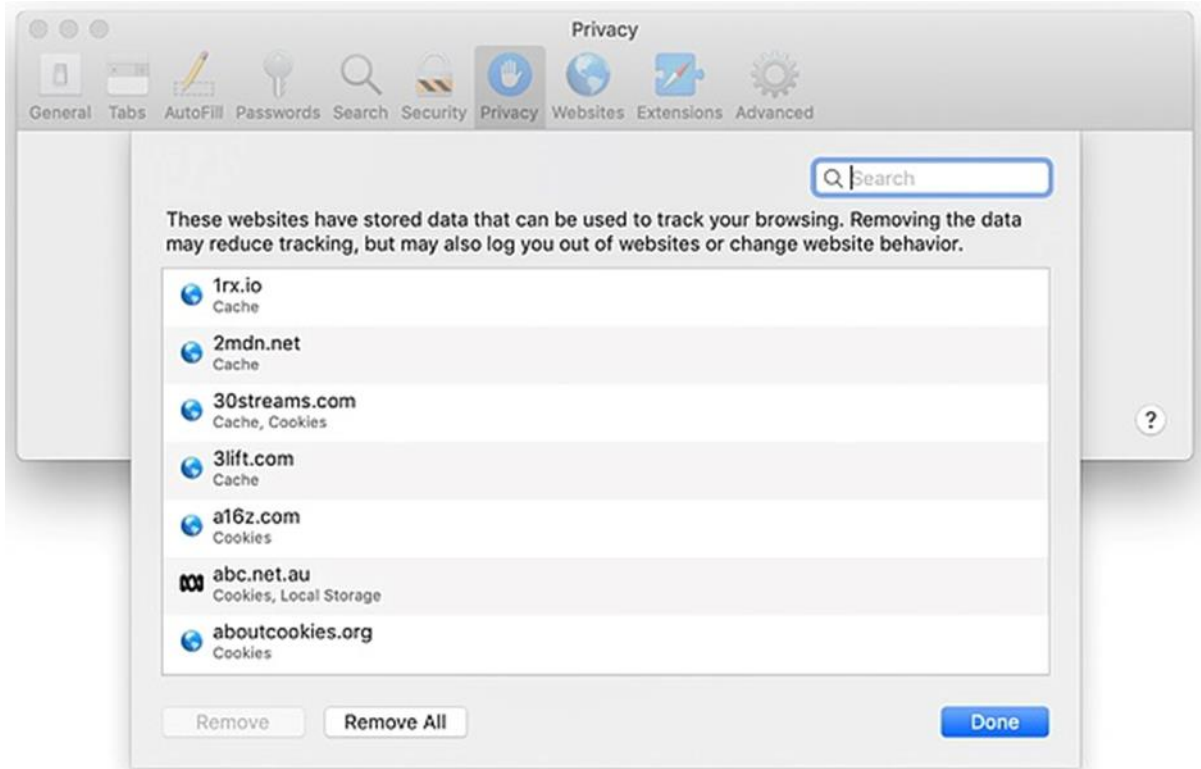 Privacy
General Tabs AutoFill Passwords Search Security Privacy Websites Extensions Advanced
Search
These websites have stored data that can be used to track your browsing. Removing the data
may reduce tracking, but may also log you out of websites or change website behavior.
1rx.io
Cache
2mdn.net
Cache
30streams.com
Cache, Cookies
3lift.com
Cache
a16z.com
Cookies
abc.net.au
Cookies, Local Storage
aboutcookies.org
Cookies
?
Remove Remove All Done